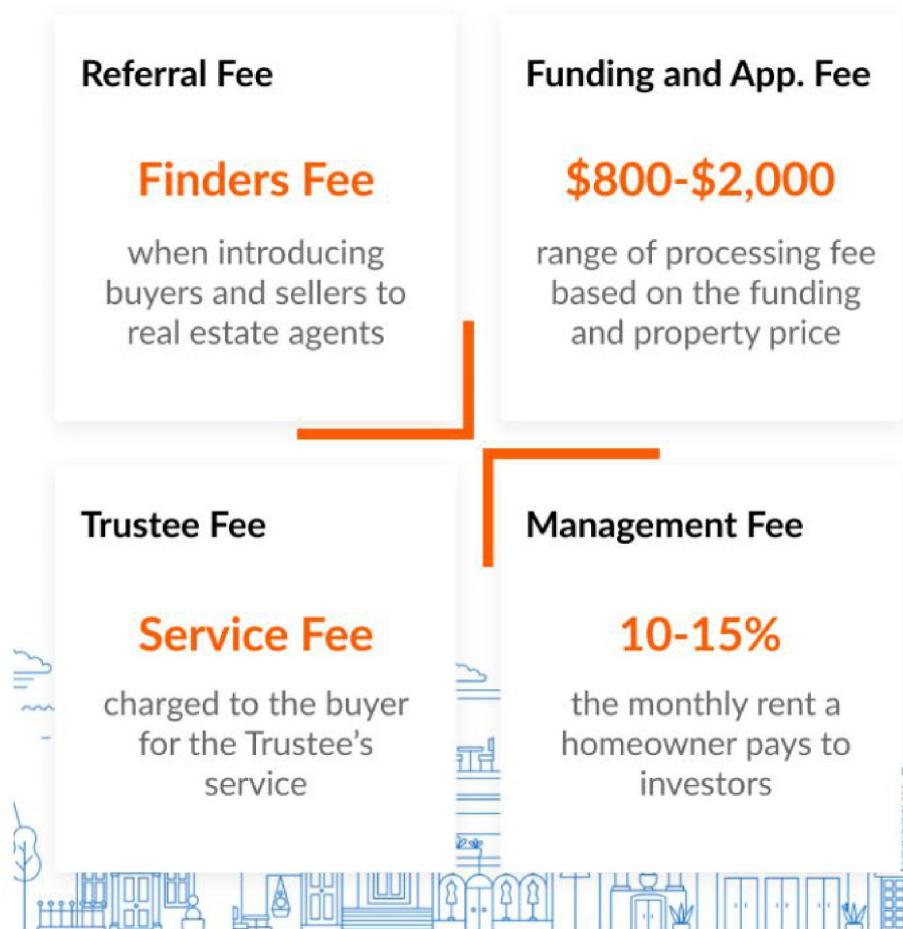 Referral Fee
Finders Fee
when introducing
buyers and sellers to
real estate agents
Funding and App. Fee
$800-$2,000
range of processing fee
based on the funding
and property price
Trustee Fee
Service Fee
charged to the buyer
for the Trustee’s
service
Management Fee
10-15%
the monthly rent a
homeowner pays to
investors